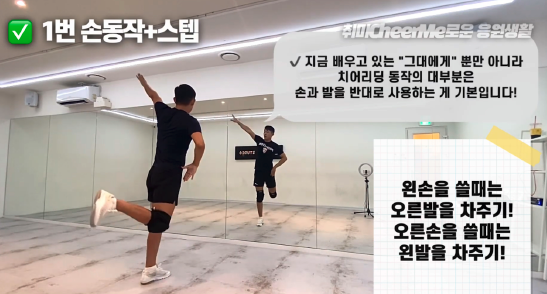 ✓ 1번 손동작+스텝
취미CheerMe로운 응원생활
✓ 지금 배우고 있는 "그대에게" 뿐만 아니라
치어리딩 동작의 대부분은
손과 발을 반대로 사용하는 게 기본입니다!
왼손을 쓸때는
오른발을 차주기!
오른손을 쓸때는
왼발을 차주기!